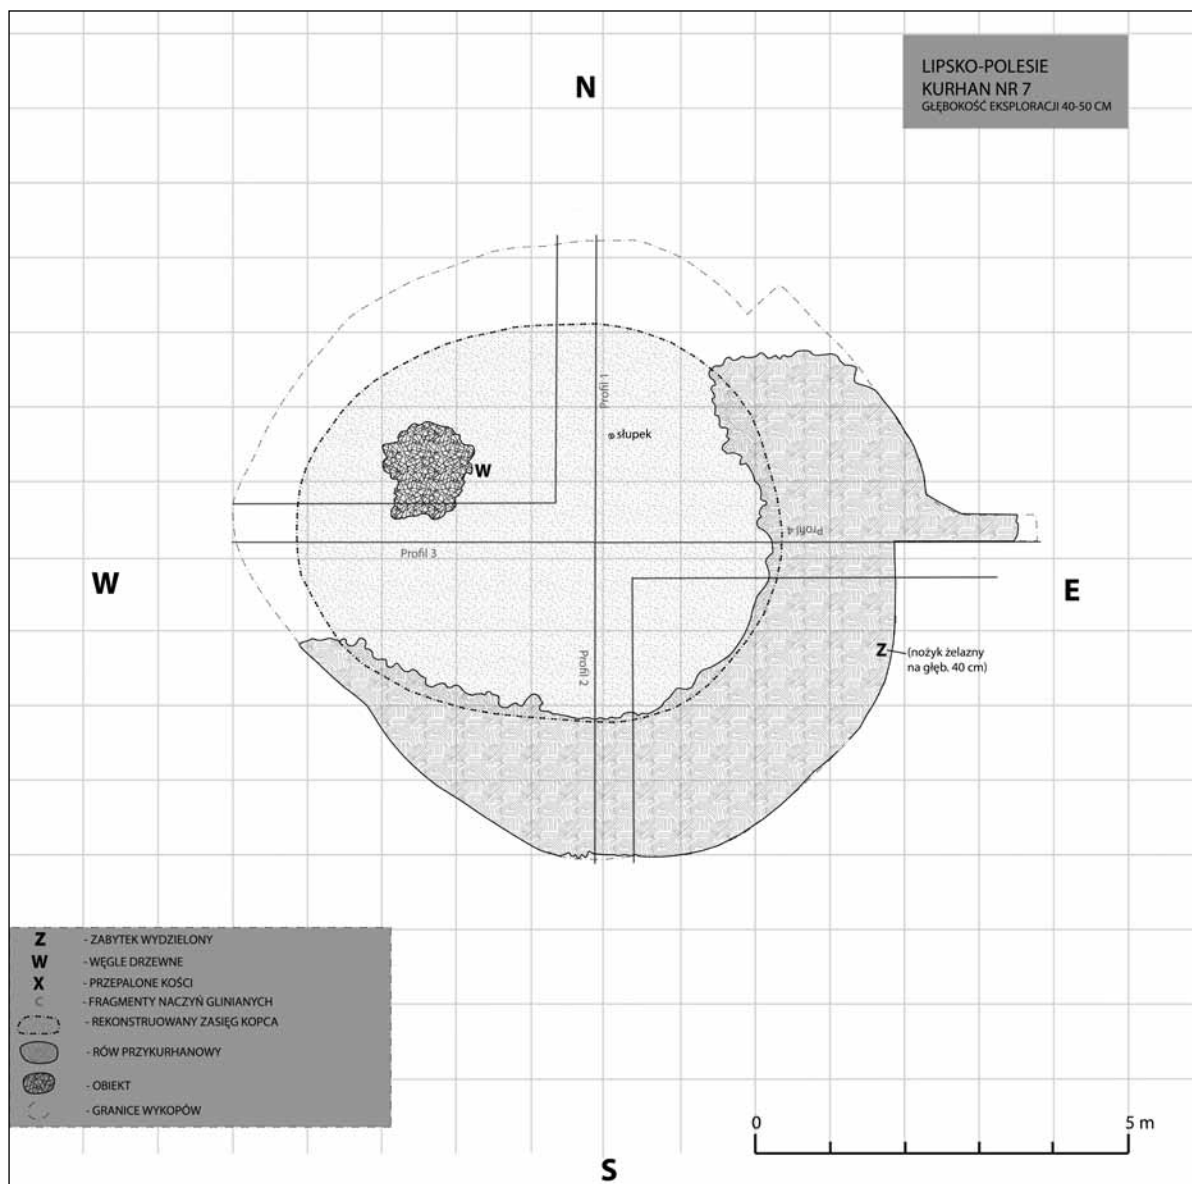 LIPSKO-POLESIE
KURHAN NR 7
GŁĘBOKOŚĆ EKSPLORACJI 40-50 CM
N
Profil 1
słupek
W
Profil 4
Profil 3
W
E
Z
(nożyk żelazny
na głęb. 40 cm)
Profil 2
Z - ZABYTEK WYDZIELONY
W - WĘGLE DRZEWNE
X - PRZEPALONE KOŚCI
C - FRAGMENTY NACZYŃ GLINIANYCH
- REKONSTRUOWANY ZASIĘG KOPCA
- RÓW PRZYKURHANOWY
- OBIEKT
- GRANICE WYKOPÓW
0 5 m
S